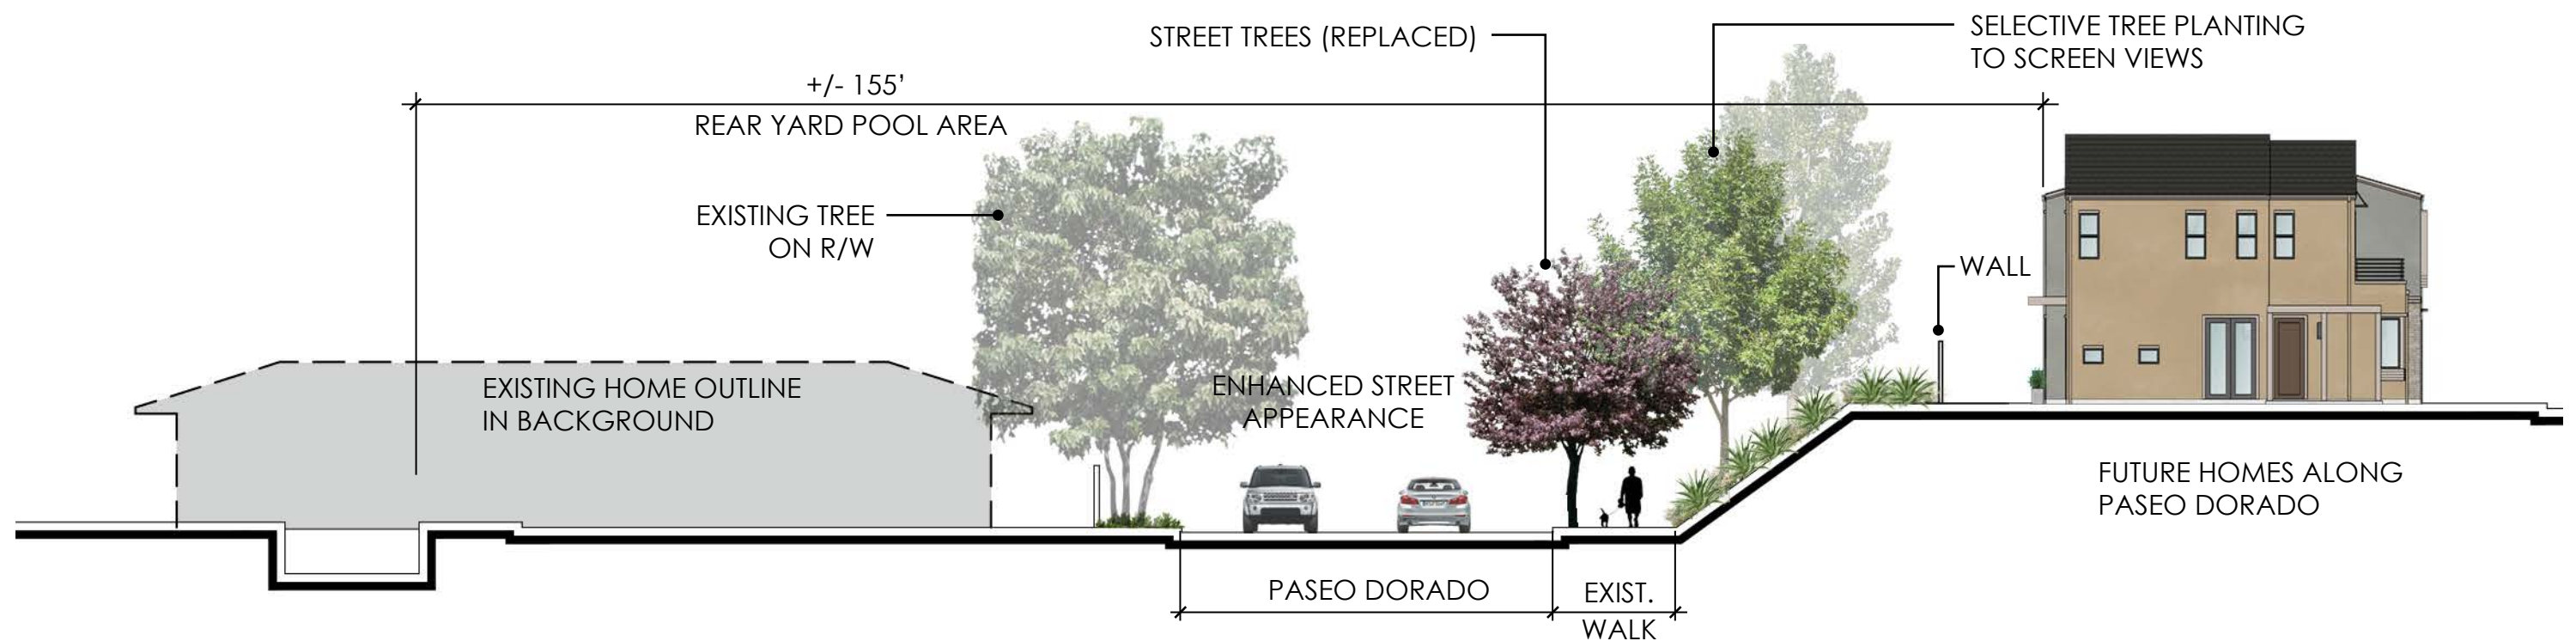 STREET TREES (REPLACED)
SELECTIVE TREE PLANTING
TO SCREEN VIEWS
+/- 155’
REAR YARD POOL AREA
EXISTING TREE
ON R/W
WALL
EXISTING HOME OUTLINE
IN BACKGROUND
ENHANCED STREET
APPEARANCE
FUTURE HOMES ALONG
PASEO DORADO
PASEO DORADO
EXIST.
WALK